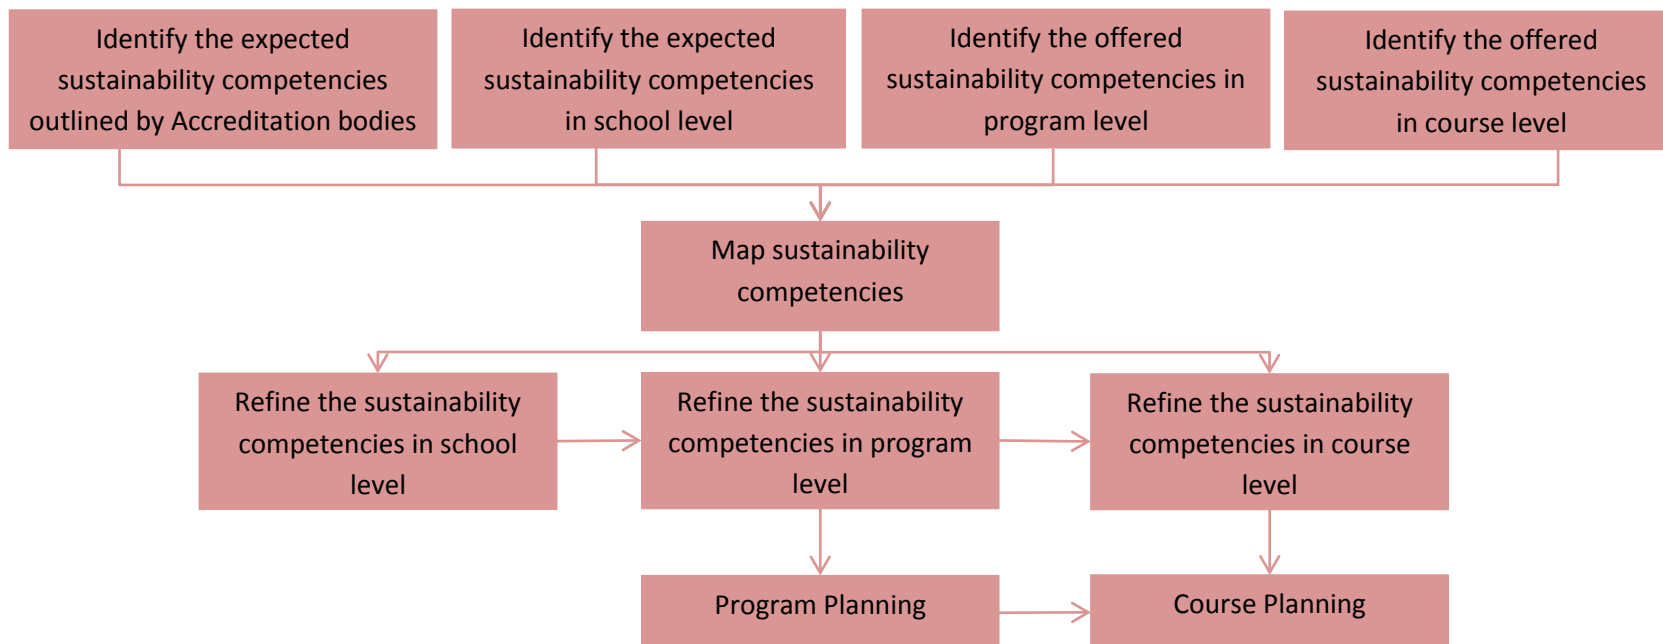 Identify the expected
sustainability competencies
outlined by Accreditation bodies
Identify the expected
sustainability competencies
in school level
Identify the offered
sustainability competencies in
program level
Identify the offered
sustainability competencies
in course level
Map sustainability
competencies
Refine the sustainability
competencies in school
level
Refine the sustainability
competencies in program
level
Refine the sustainability
competencies in course
level
Program Planning
Course Planning